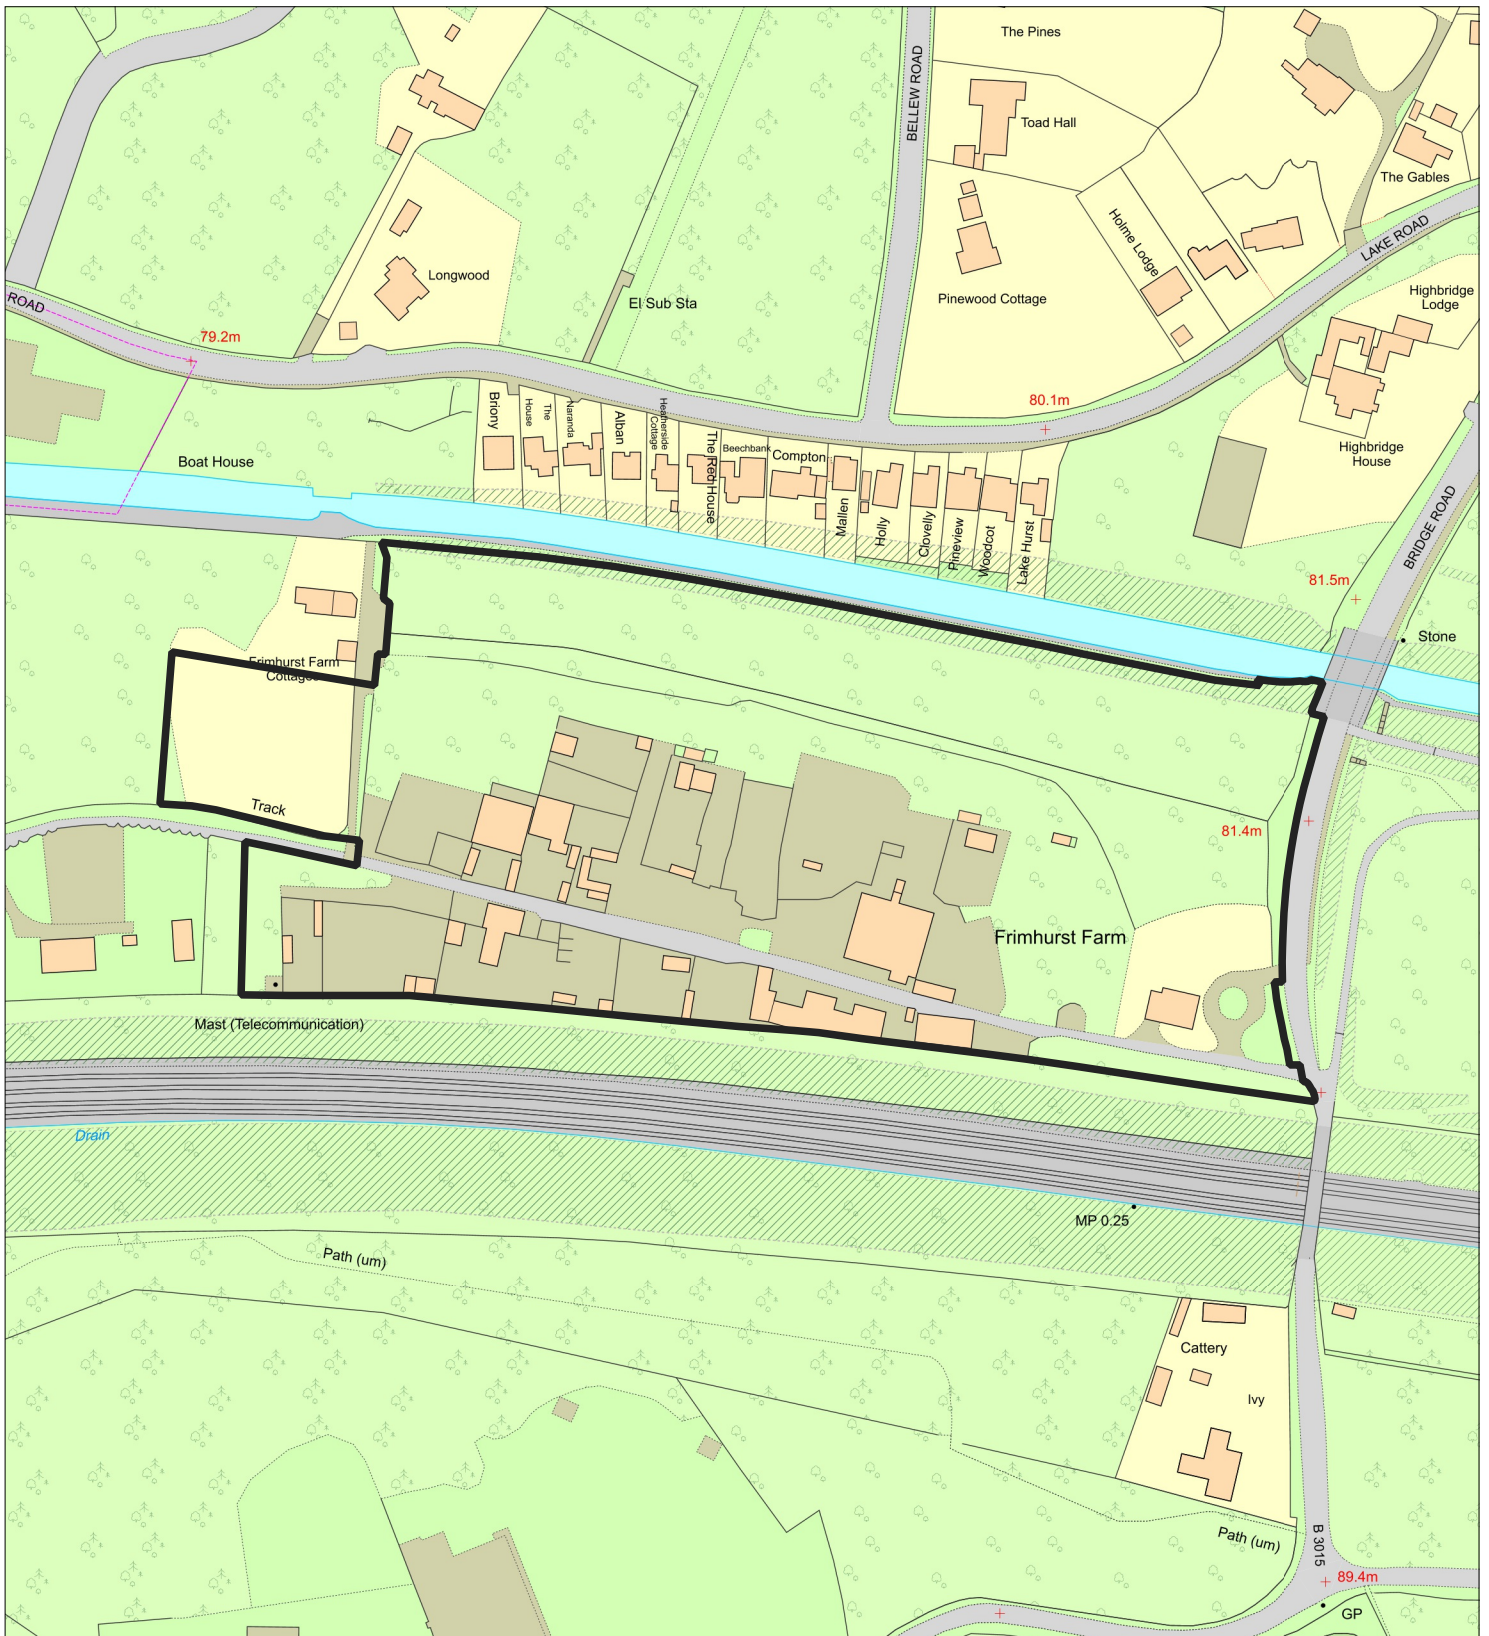 The Pines
BELLEW ROAD
Toad Hall
The Gables
LAKE ROAD
Holme Lodge
Longwood
El Sub Sta
Pinewood Cottage
Highbridge
Lodge
ROAD
79.2m
80.1m
Briony
The
House
Naranda
Alban
Heatherside
Cottage
The Red House
Beechbank
Compton
Mallen
Holly
Clovelly
Pineview
Woodcot
Lake Hurst
Highbridge
House
Boat House
BRIDGE ROAD
81.5m
Stone
Frimhurst Farm
Cottages
Track
81.4m
Frimhurst Farm
Mast (Telecommunication)
Drain
MP 0.25
Path (um)
Cattery
Ivy
Path (um)
B 3015
89.4m
GP